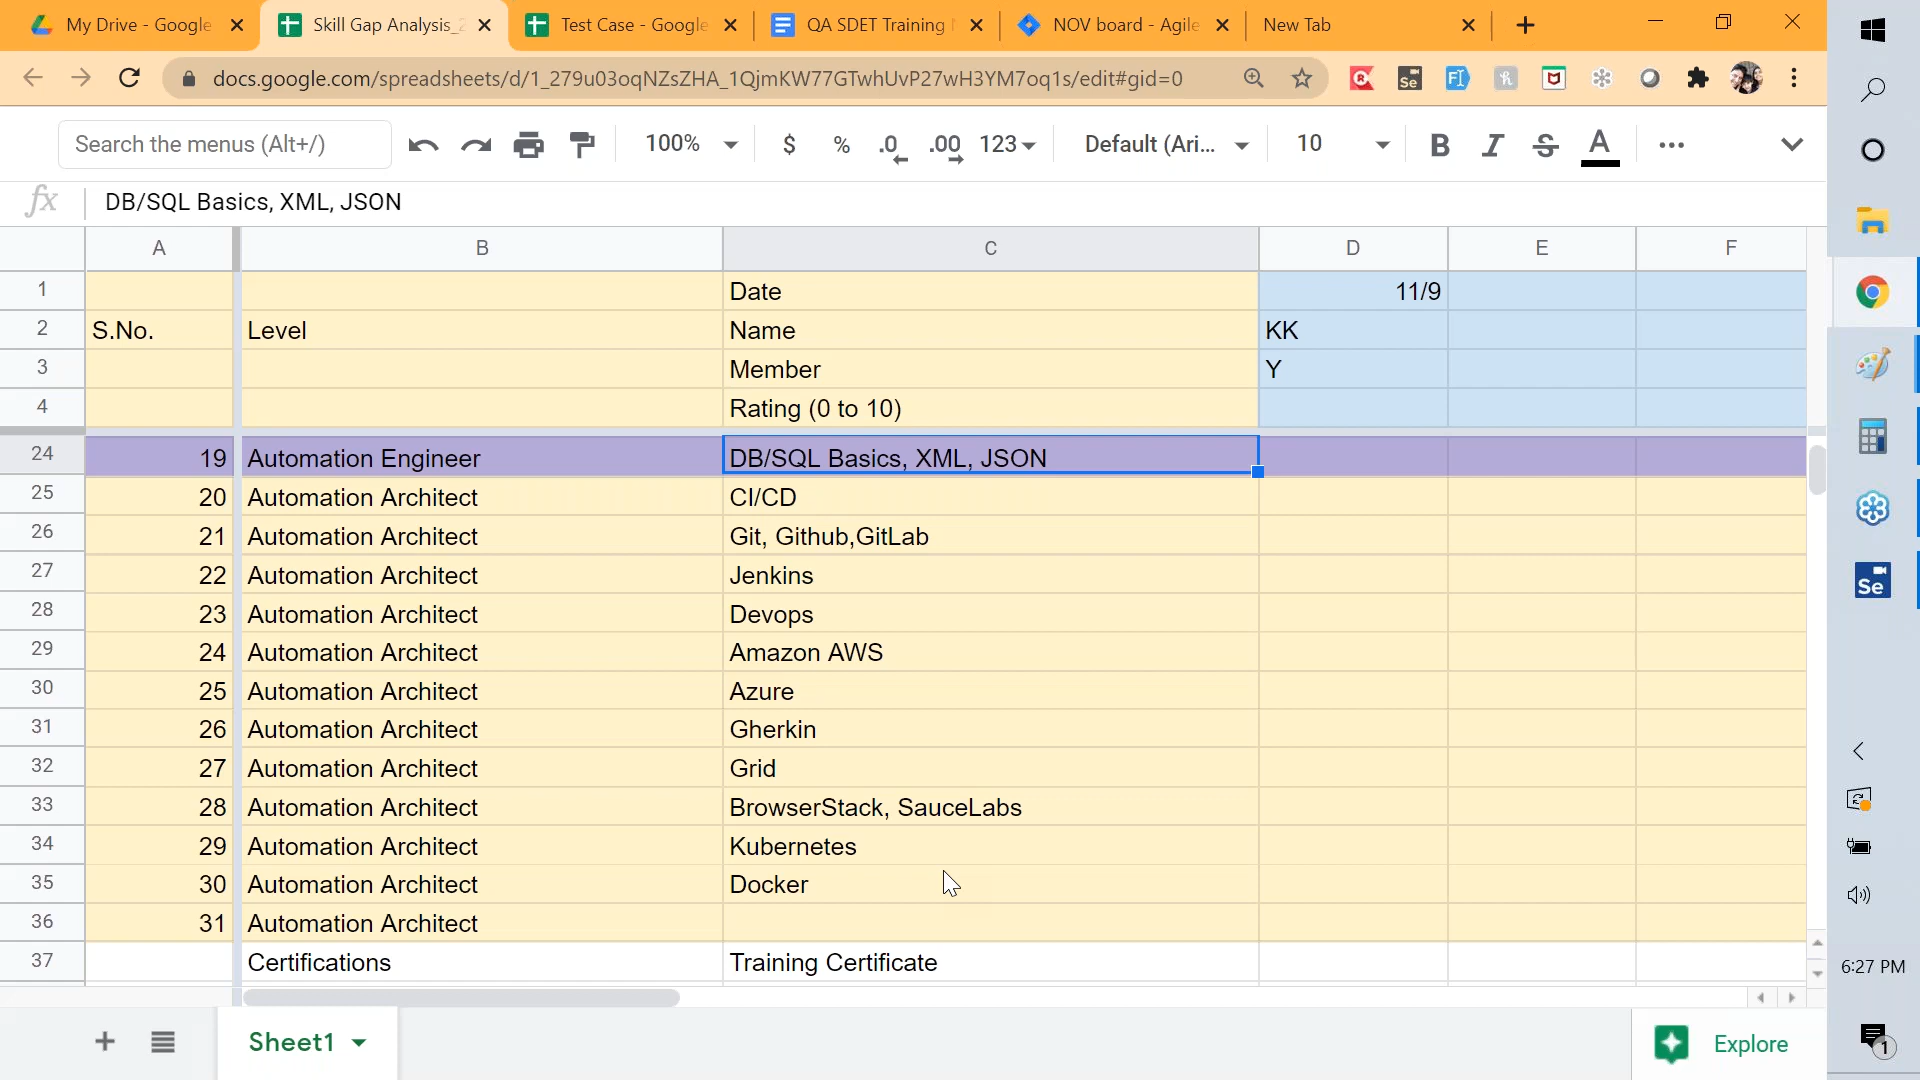 My Drive - Google
Skill Gap Analysis_2
Test Case - Google
QA SDET Training
NOV board - Agile
New Tab
docs.google.com/spreadsheets/d/1_279u03oqNZsZHA_1QjmKW77GTwhUvP27wH3YM7oq1s/edit#gid=0
Search the menus (Alt+/)
100%
$
%
.0
.00
123
Default (Ari...
10
B
I
S
A
fx
DB/SQL Basics, XML, JSON
A B C D E F
1 Date 11/9
2 S.No. Level Name KK
3 Member Y
4 Rating (0 to 10)
24 19 Automation Engineer DB/SQL Basics, XML, JSON
25 20 Automation Architect CI/CD
26 21 Automation Architect Git, Github,GitLab
27 22 Automation Architect Jenkins
28 23 Automation Architect Devops
29 24 Automation Architect Amazon AWS
30 25 Automation Architect Azure
31 26 Automation Architect Gherkin
32 27 Automation Architect Grid
33 28 Automation Architect BrowserStack, SauceLabs
34 29 Automation Architect Kubernetes
35 30 Automation Architect Docker
36 31 Automation Architect
37 Certifications Training Certificate
Sheet1
Explore
Se
6:27 PM
1